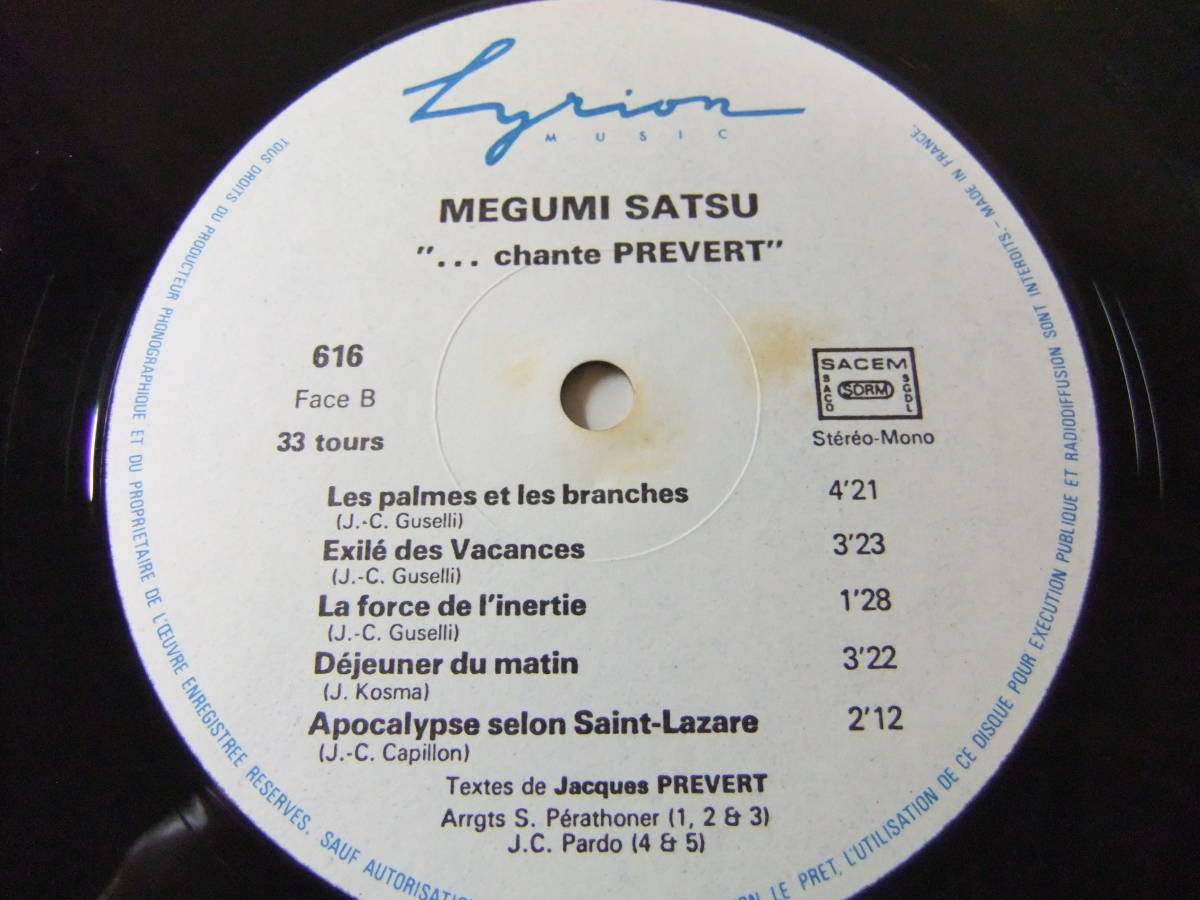 Lyrion
MUSIC
MEGUMI SATSU
"... chante PREVERT"
616
Face B
33 tours
SACEM
SACD
SDRM
SGDL
Stéréo-Mono
Les palmes et les branches 4'21
(J.-C. Guselli)
Exilé des Vacances 3'23
(J.-C. Guselli)
La force de l'inertie 1'28
(J.-C. Guselli)
Déjeuner du matin 3'22
(J. Kosma)
Apocalypse selon Saint-Lazare 2'12
(J.-C. Capillon)
Textes de Jacques PREVERT
Arrgts S. Pérathoner (1, 2 & 3)
J.C. Pardo (4 & 5)
TOUS DROITS DU PRODUCTEUR PHONOGRAPHIQUE ET DU PROPRIETAIRE DE L'ŒUVRE ENREGISTREE RESERVES. SAUF AUTORISATION LE PRET, L'UTILISATION DE CE DISQUE POUR EXECUTION PUBLIQUE ET RADIODIFFUSION SONT INTERDITS. - MADE IN FRANCE.